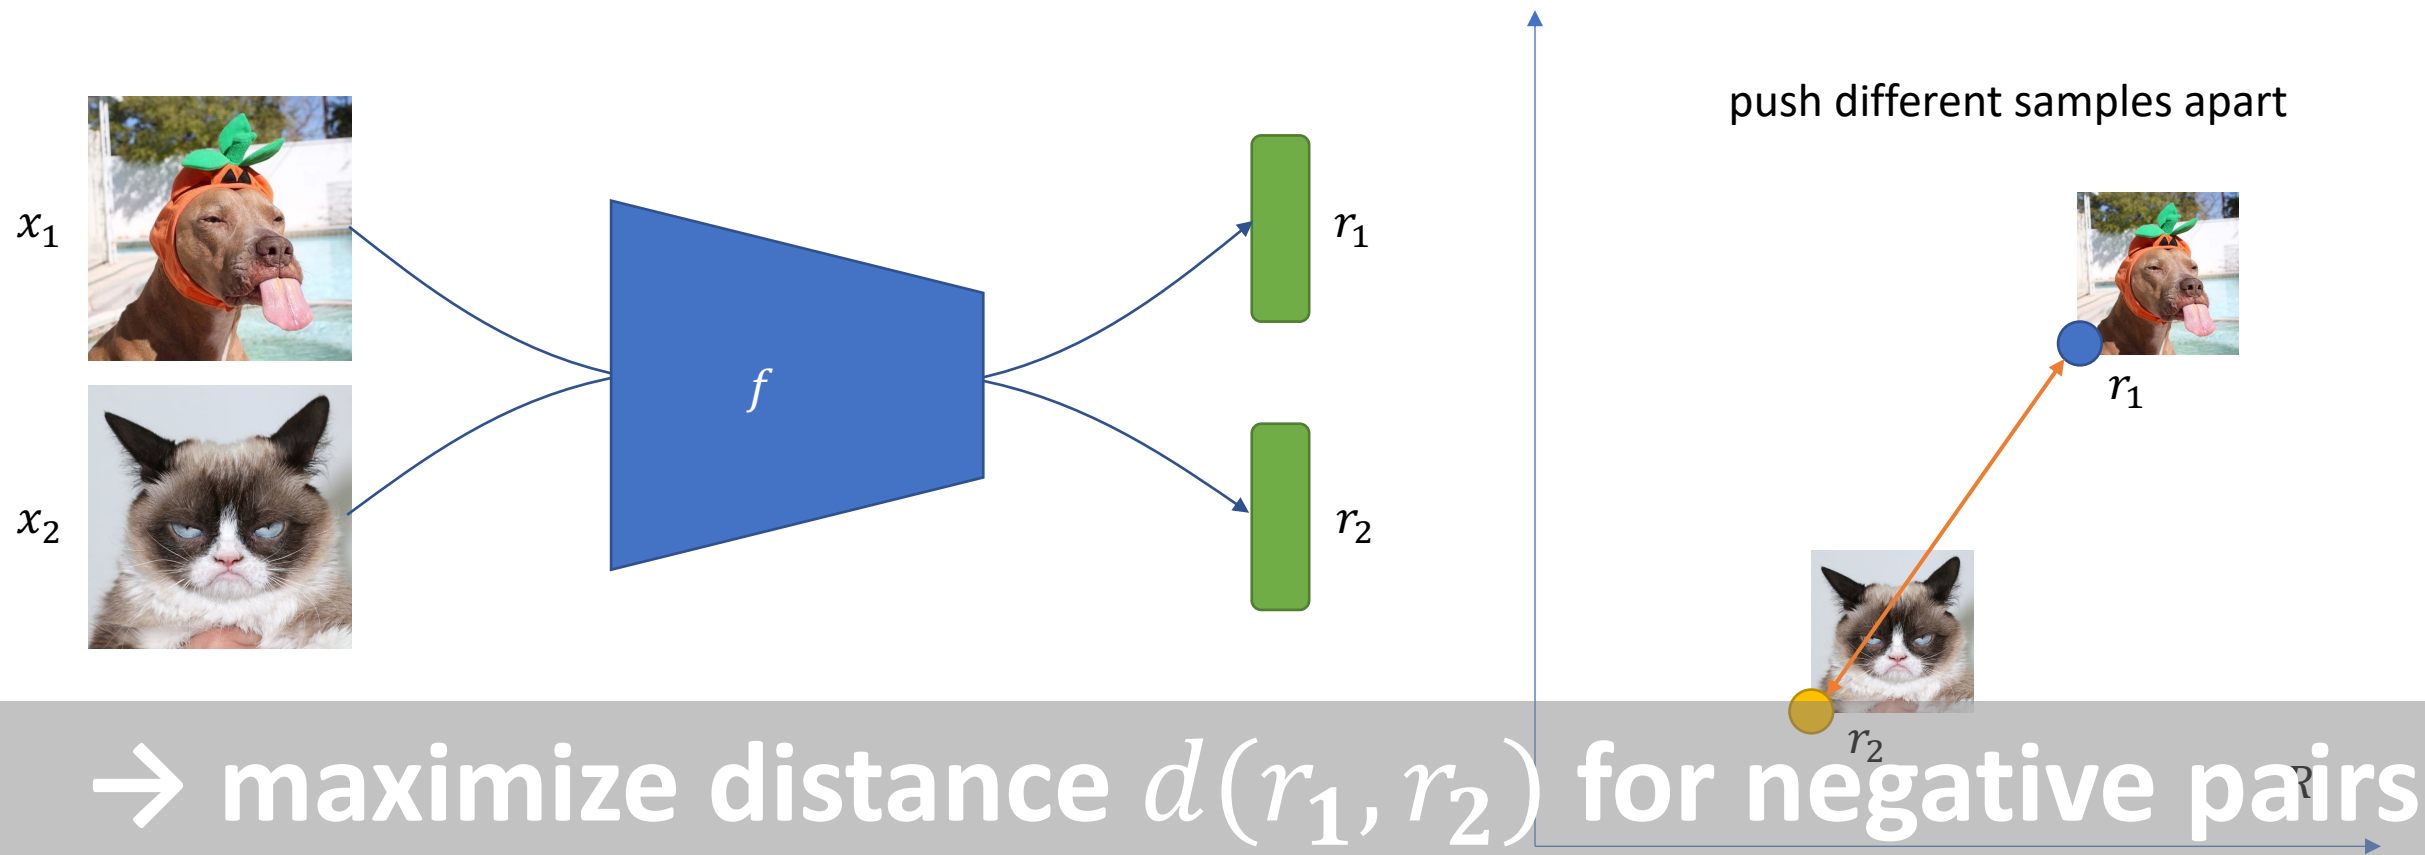 push different samples apart
x₁
r₁
f
r₁
x₂
r₂
r₂
R
→ maximize distance d(r₁, r₂) for negative pairs